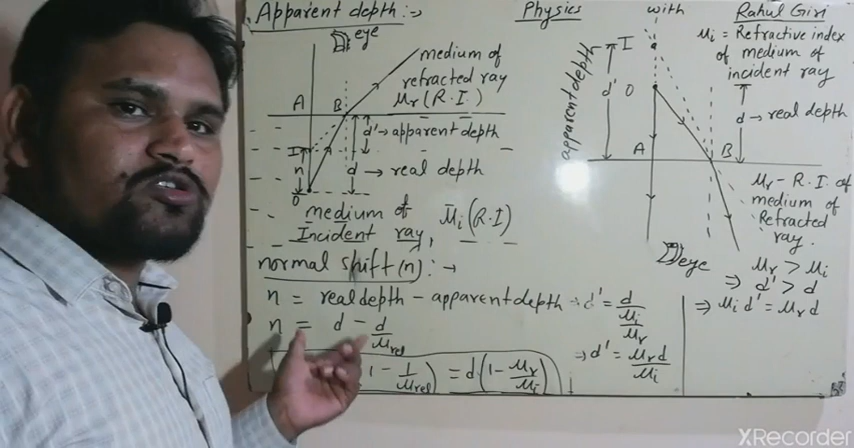 Apparent depth :→ Physics with Rahul Giri
eye
medium of
refracted ray
μr (R.I.)
A
B
I
n
O
d' → apparent depth
d → real depth
medium of μi (R.I)
Incident ray,
normal shift (n) : →
n = real depth - apparent depth
n = d - d/μrel
1 - 1/μrel) = d(1 - μr/μi)
→ d' = d/(μi/μr)
⇒ d' = μr d/μi
apparent depth
I
d'
O
A
B
eye
μi = Refractive index
of medium of
incident ray
d → real depth
μr - R.I. of
medium of
Refracted
ray.
μr > μi
⇒ d' > d
⇒ μi d' = μr d
XRecorder